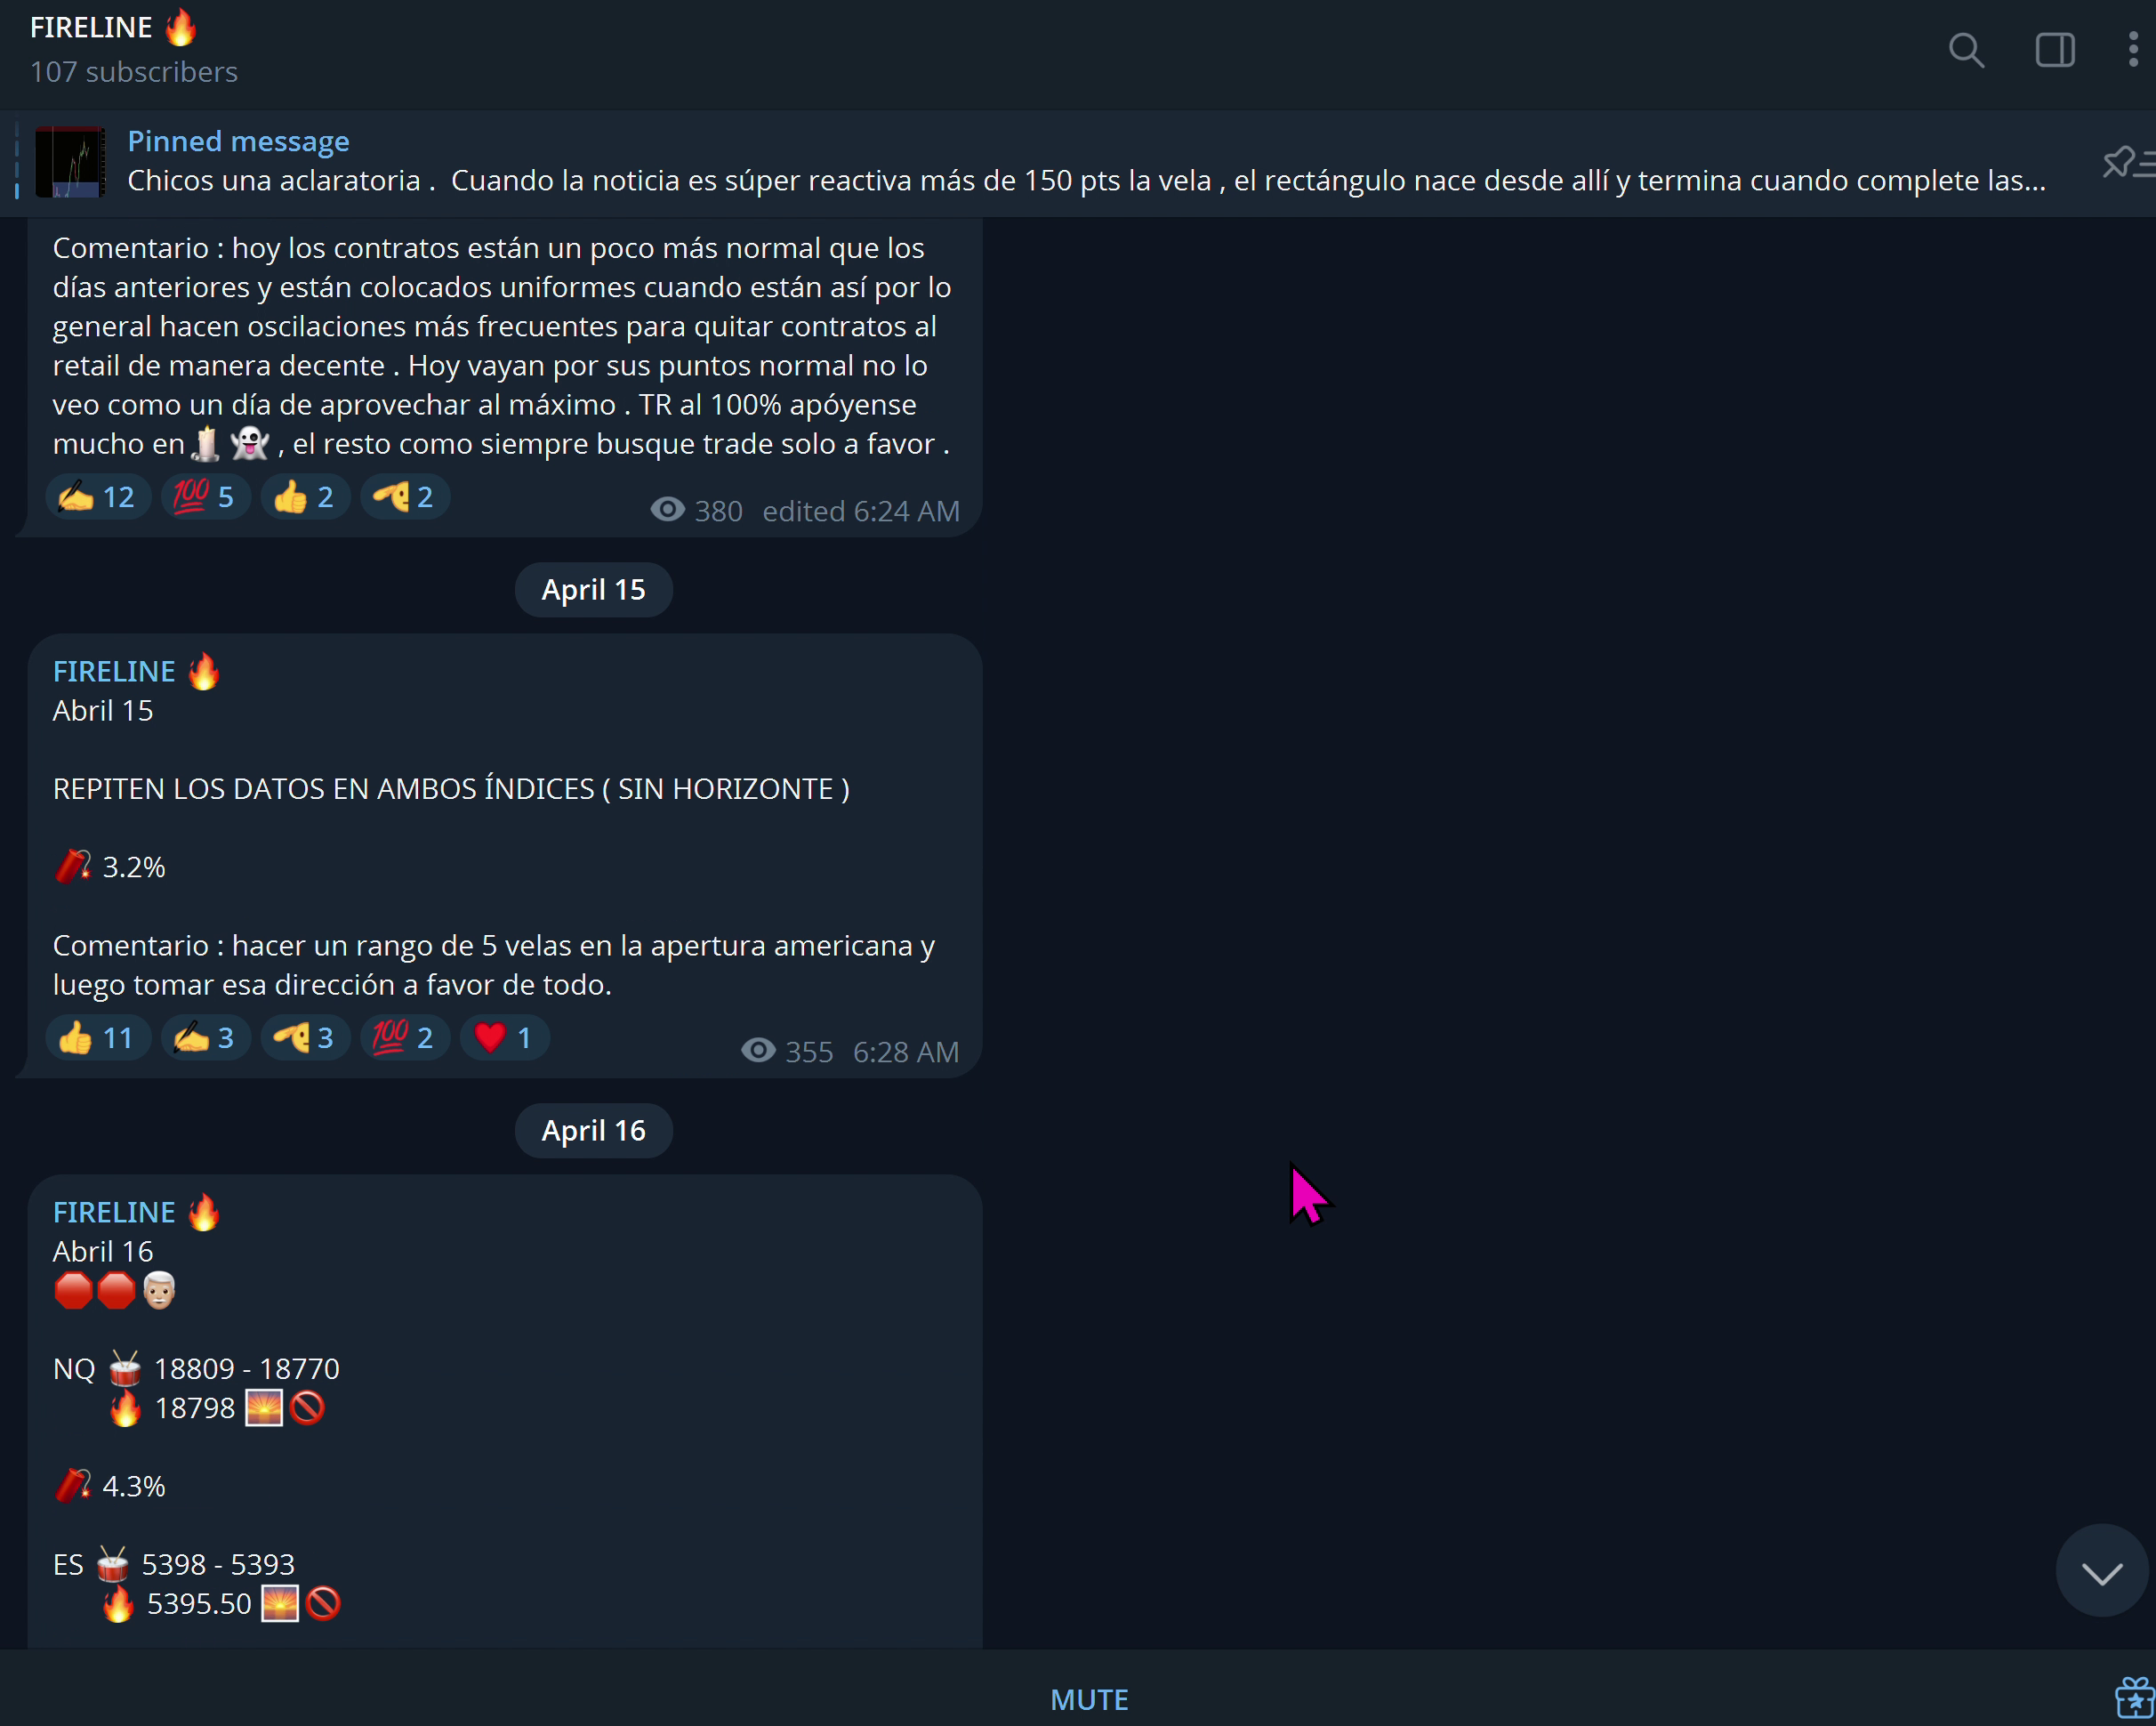 FIRELINE 🔥
107 subscribers
Pinned message
Chicos una aclaratoria .  Cuando la noticia es súper reactiva más de 150 pts la vela , el rectángulo nace desde allí y termina cuando complete las...
Comentario : hoy los contratos están un poco más normal que los
días anteriores y están colocados uniformes cuando están así por lo
general hacen oscilaciones más frecuentes para quitar contratos al
retail de manera decente . Hoy vayan por sus puntos normal no lo
veo como un día de aprovechar al máximo . TR al 100% apóyense
mucho en🕯️ 👻 , el resto como siempre busque trade solo a favor .
✍️ 12 💯 5 👍 2 🫡 2 380 edited 6:24 AM
April 15
FIRELINE 🔥
Abril 15
REPITEN LOS DATOS EN AMBOS ÍNDICES ( SIN HORIZONTE )
🧨 3.2%
Comentario : hacer un rango de 5 velas en la apertura americana y
luego tomar esa dirección a favor de todo.
👍 11 ✍️ 3 🫡 3 💯 2 ❤️ 1 355 6:28 AM
April 16
FIRELINE 🔥
Abril 16
🛑🛑👨🏼‍🦳
NQ 🥁 18809 - 18770
🔥 18798 🌅🚫
🧨 4.3%
ES 🥁 5398 - 5393
🔥 5395.50 🌅🚫
MUTE